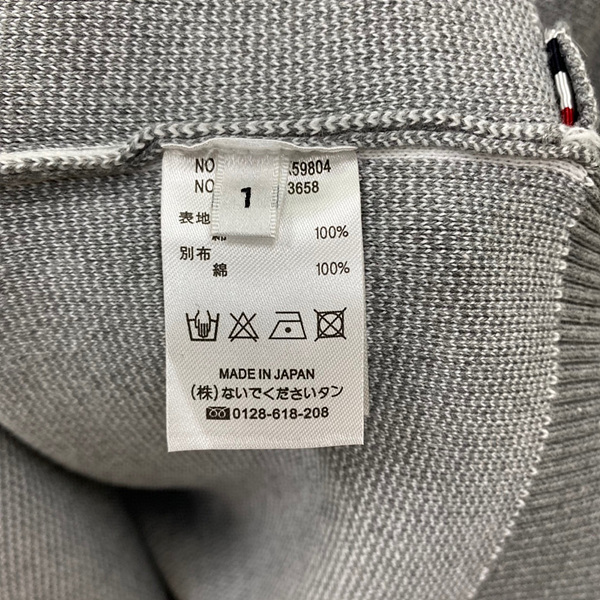 NO 59804
NO 3658
1
表地
綿 100%
別布
綿 100%
MADE IN JAPAN
(株)ないでくださいタン
0128-618-208